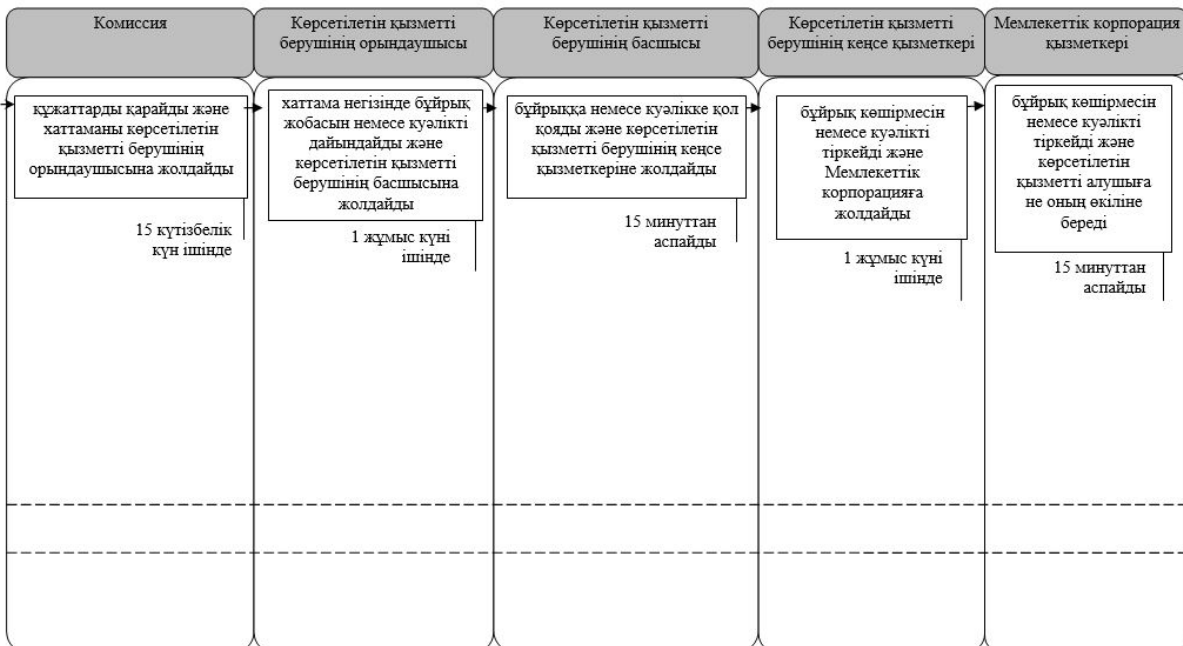 Комиссия
Көрсетілетін қызметті
берушінің орындаушысы
Көрсетілетін қызметті
берушінің басшысы
Көрсетілетін қызметті
берушінің кеңсе қызметкері
Мемлекеттік корпорация
қызметкері
құжаттарды қарайды және
хаттаманы көрсетілетін
қызметті берушінің
орындаушысына жолдайды
15 күтізбелік
күн ішінде
хаттама негізінде бұйрық
жобасын немесе куәлікті
дайындайды және
көрсетілетін қызметті
берушінің басшысына
жолдайды
1 жұмыс күні
ішінде
бұйрыққа немесе куәлікке қол
қояды және көрсетілетін
қызметті берушінің кеңсе
қызметкеріне жолдайды
15 минуттан
аспайды
бұйрық көшірмесін
немесе куәлікті
тіркейді және
Мемлекеттік
корпорацияға
жолдайды
1 жұмыс күні
ішінде
бұйрық көшірмесін
немесе куәлікті
тіркейді және
көрсетілетін
қызметті алушыға
не оның өкіліне
береді
15 минуттан
аспайды